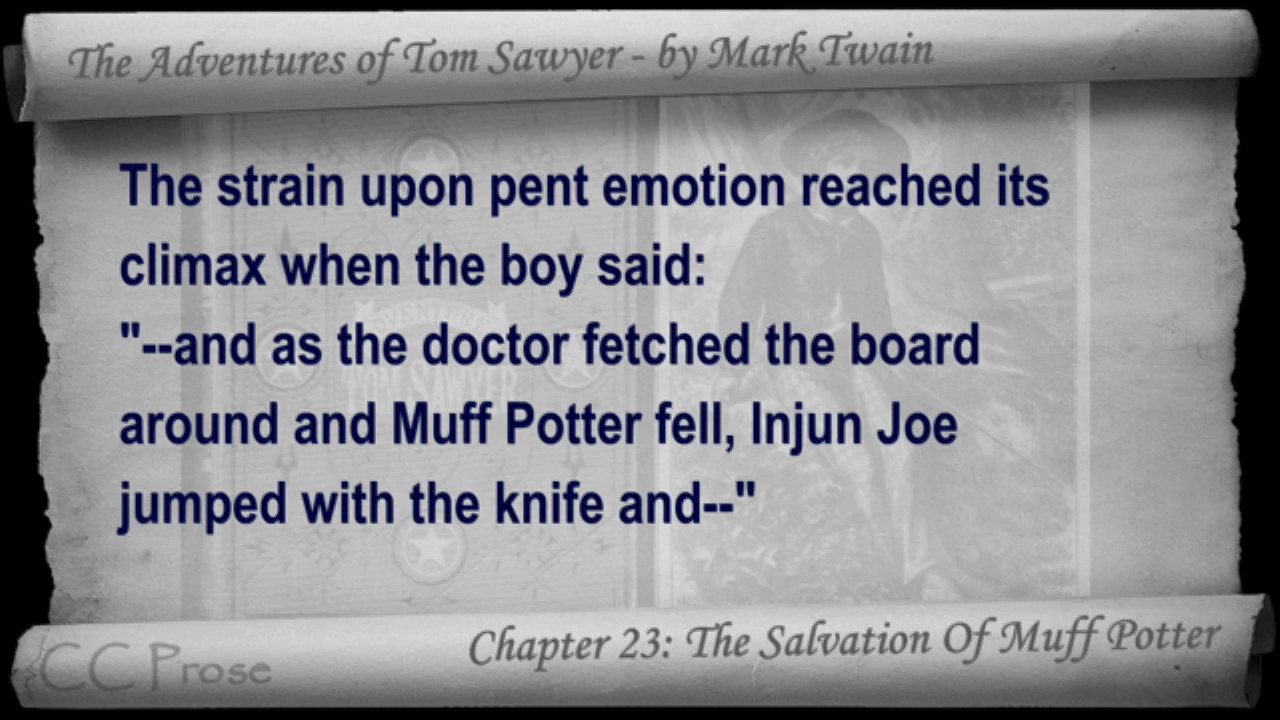 The Adventures of Tom Sawyer - by Mark Twain
The strain upon pent emotion reached its
climax when the boy said:
"--and as the doctor fetched the board
around and Muff Potter fell, Injun Joe
jumped with the knife and--"
Chapter 23: The Salvation Of Muff Potter
CC Prose